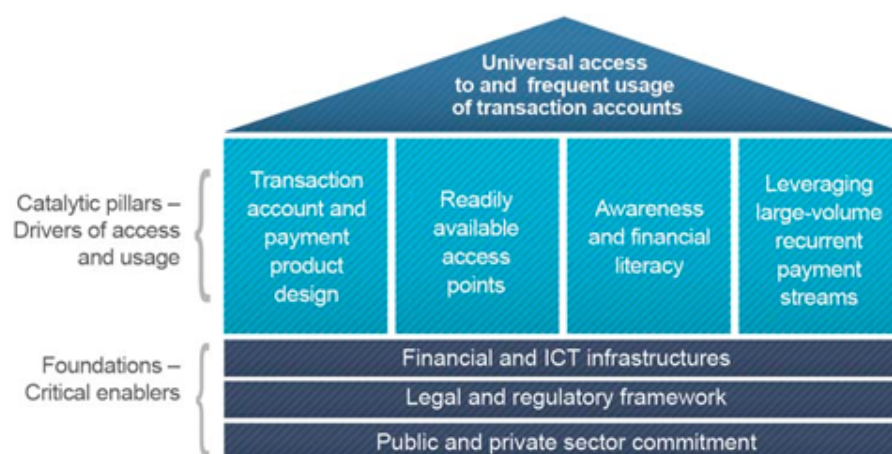 Universal access
to and frequent usage
of transaction accounts
Catalytic pillars –
Drivers of access
and usage
Transaction
account and
payment
product
design
Readily
available
access
points
Awareness
and financial
literacy
Leveraging
large-volume
recurrent
payment
streams
Foundations –
Critical enablers
Financial and ICT infrastructures
Legal and regulatory framework
Public and private sector commitment